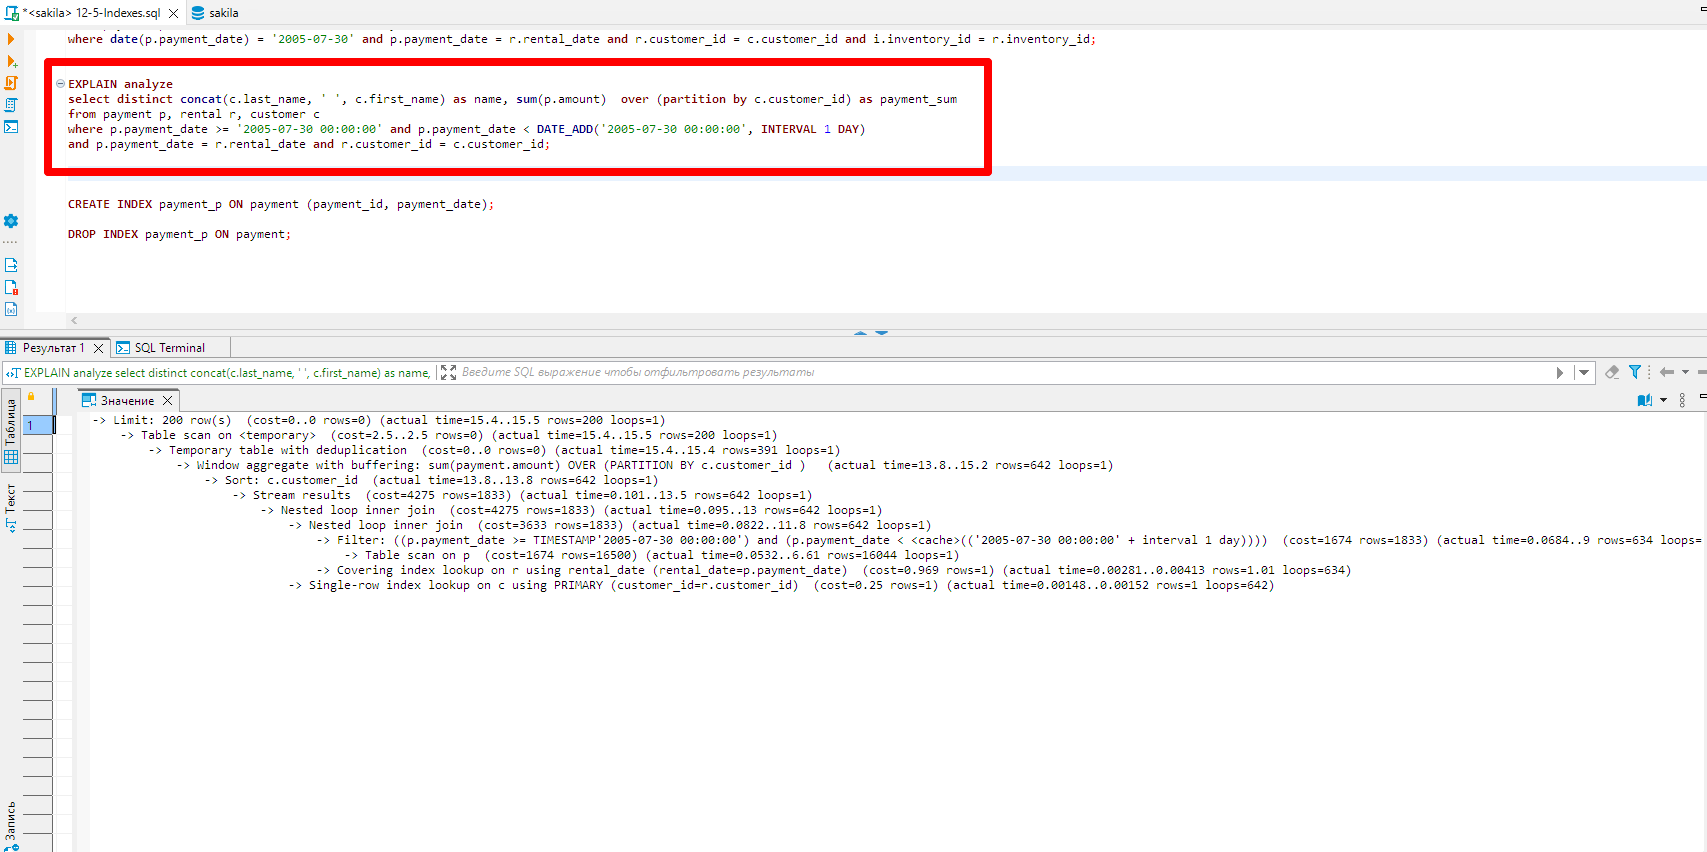 *<sakila> 12-5-Indexes.sql
sakila
where date(p.payment_date) = '2005-07-30' and p.payment_date = r.rental_date and r.customer_id = c.customer_id and i.inventory_id = r.inventory_id;
EXPLAIN analyze
select distinct concat(c.last_name, ' ', c.first_name) as name, sum(p.amount)  over (partition by c.customer_id) as payment_sum
from payment p, rental r, customer c
where p.payment_date >= '2005-07-30 00:00:00' and p.payment_date < DATE_ADD('2005-07-30 00:00:00', INTERVAL 1 DAY)
and p.payment_date = r.rental_date and r.customer_id = c.customer_id;
CREATE INDEX payment_p ON payment (payment_id, payment_date);
DROP INDEX payment_p ON payment;
Результат 1
SQL Terminal
EXPLAIN analyze select distinct concat(c.last_name, ' ', c.first_name) as name,
Введите SQL выражение чтобы отфильтровать результаты
Таблица
Текст
Запись
1
Значение
-> Limit: 200 row(s)  (cost=0..0 rows=0) (actual time=15.4..15.5 rows=200 loops=1)
-> Table scan on <temporary>  (cost=2.5..2.5 rows=0) (actual time=15.4..15.5 rows=200 loops=1)
-> Temporary table with deduplication  (cost=0..0 rows=0) (actual time=15.4..15.4 rows=391 loops=1)
-> Window aggregate with buffering: sum(payment.amount) OVER (PARTITION BY c.customer_id )   (actual time=13.8..15.2 rows=642 loops=1)
-> Sort: c.customer_id  (actual time=13.8..13.8 rows=642 loops=1)
-> Stream results  (cost=4275 rows=1833) (actual time=0.101..13.5 rows=642 loops=1)
-> Nested loop inner join  (cost=4275 rows=1833) (actual time=0.095..13 rows=642 loops=1)
-> Nested loop inner join  (cost=3633 rows=1833) (actual time=0.0822..11.8 rows=642 loops=1)
-> Filter: ((p.payment_date >= TIMESTAMP'2005-07-30 00:00:00') and (p.payment_date < <cache>(('2005-07-30 00:00:00' + interval 1 day))))  (cost=1674 rows=1833) (actual time=0.0684..9 rows=634 loops=
-> Table scan on p  (cost=1674 rows=16500) (actual time=0.0532..6.61 rows=16044 loops=1)
-> Covering index lookup on r using rental_date (rental_date=p.payment_date)  (cost=0.969 rows=1) (actual time=0.00281..0.00413 rows=1.01 loops=634)
-> Single-row index lookup on c using PRIMARY (customer_id=r.customer_id)  (cost=0.25 rows=1) (actual time=0.00148..0.00152 rows=1 loops=642)